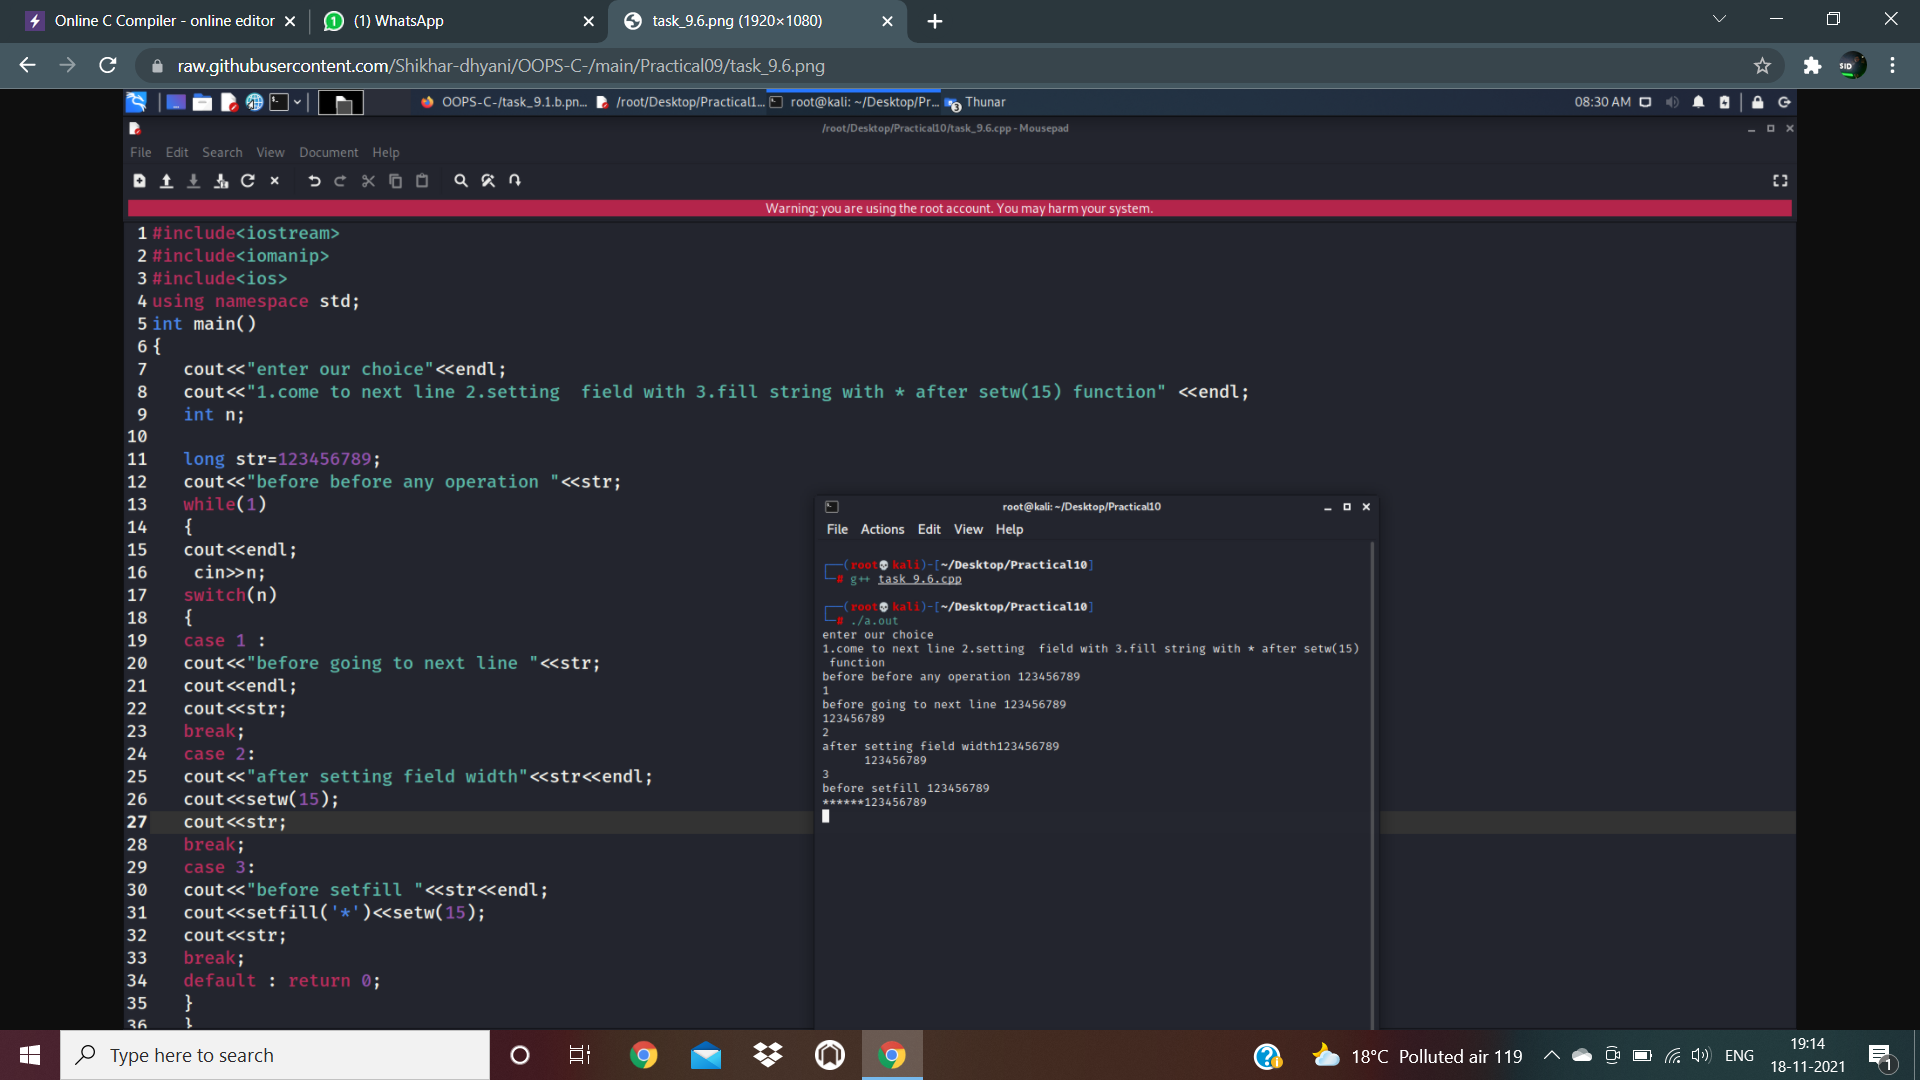 Online C Compiler - online editor
(1) WhatsApp
task_9.6.png (1920×1080)
raw.githubusercontent.com/Shikhar-dhyani/OOPS-C-/main/Practical09/task_9.6.png
SID
OOPS-C-/task_9.1.b.pn...
/root/Desktop/Practical1...
root@kali: ~/Desktop/Pr...
3
Thunar
08:30 AM
/root/Desktop/Practical10/task_9.6.cpp - Mousepad
File Edit Search View Document Help
Warning: you are using the root account. You may harm your system.
1 #include<iostream>
2 #include<iomanip>
3 #include<ios>
4 using namespace std;
5 int main()
6 {
7 cout<<"enter our choice"<<endl;
8 cout<<"1.come to next line 2.setting  field with 3.fill string with * after setw(15) function" <<endl;
9 int n;
10
11 long str=123456789;
12 cout<<"before before any operation "<<str;
13 while(1)
14 {
15 cout<<endl;
16 cin>>n;
17 switch(n)
18 {
19 case 1 :
20 cout<<"before going to next line "<<str;
21 cout<<endl;
22 cout<<str;
23 break;
24 case 2:
25 cout<<"after setting field width"<<str<<endl;
26 cout<<setw(15);
27 cout<<str;
28 break;
29 case 3:
30 cout<<"before setfill "<<str<<endl;
31 cout<<setfill('*')<<setw(15);
32 cout<<str;
33 break;
34 default : return 0;
35 }
36 }
root@kali: ~/Desktop/Practical10
File Actions Edit View Help
(root💀kali)-[~/Desktop/Practical10]
# g++ task_9.6.cpp
(root💀kali)-[~/Desktop/Practical10]
# ./a.out
enter our choice
1.come to next line 2.setting  field with 3.fill string with * after setw(15)
function
before before any operation 123456789
1
before going to next line 123456789
123456789
2
after setting field width123456789
123456789
3
before setfill 123456789
******123456789
Type here to search
18°C Polluted air 119
ENG
19:14
18-11-2021
1